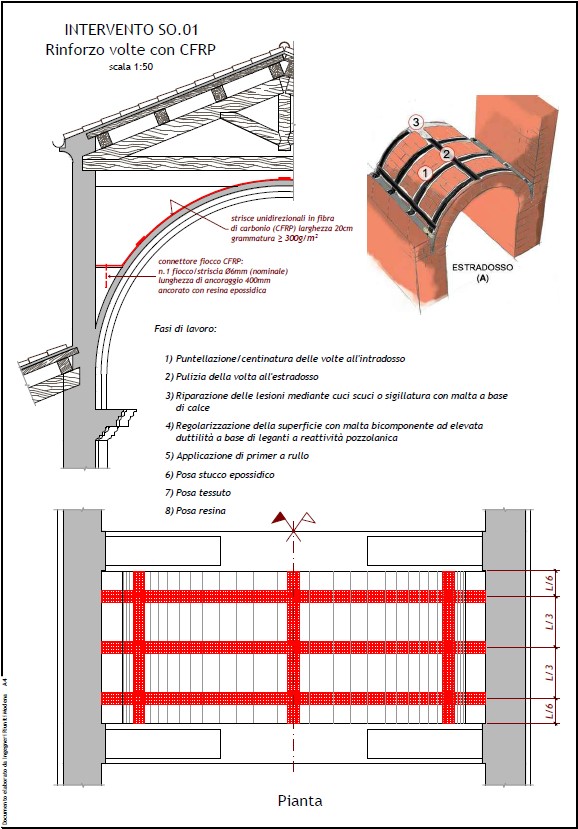 INTERVENTO SO.01
Rinforzo volte con CFRP
scala 1:50
3
2
1
strisce unidirezionali in fibra
di carbonio (CFRP) larghezza 20cm
grammatura ≥ 300g/m²
connettore fiocco CFRP:
n.1 fiocco/striscia Ø6mm (nominale)
lunghezza di ancoraggio 400mm
ancorato con resina epossidica
ESTRADOSSO
(A)
Fasi di lavoro:
1) Puntellazione/centinatura delle volte all'intradosso
2) Pulizia della volta all'estradosso
3) Riparazione delle lesioni mediante cuci scuci o sigillatura con malta a base
di calce
4) Regolarizzazione della superficie con malta bicomponente ad elevata
duttilità a base di leganti a reattività pozzolanica
5) Applicazione di primer a rullo
6) Posa stucco epossidico
7) Posa tessuto
8) Posa resina
L/6
L/3
L/3
L/6
Pianta
Documento elaborato da Ingegneri Riuniti Modena A4